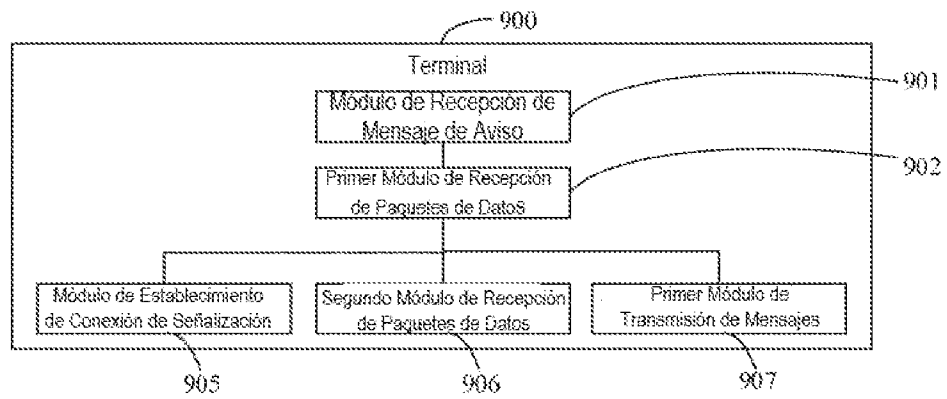 900
Terminal
Módulo de Recepción de
Mensaje de Aviso
901
Primer Módulo de Recepción
de Paquetes de Datos
902
Módulo de Establecimiento
de Conexión de Señalización
Segundo Módulo de Recepción
de Paquetes de Datos
Primer Módulo de
Transmisión de Mensajes
905
906
907